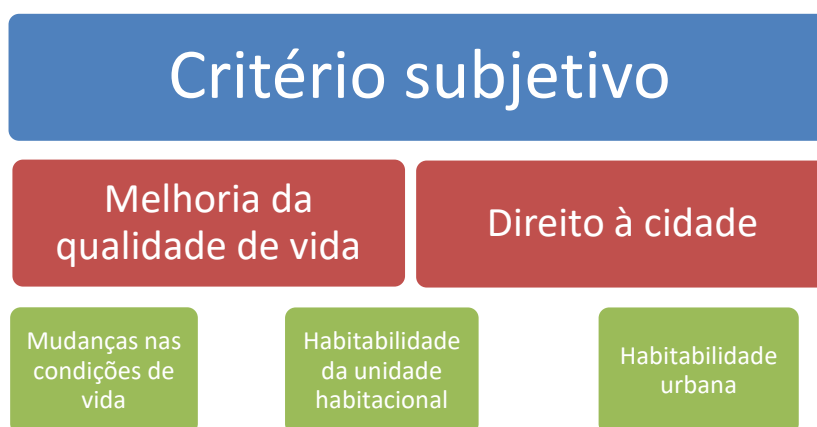 Critério subjetivo
Melhoria da
qualidade de vida
Direito à cidade
Mudanças nas
condições de
vida
Habitabilidade
da unidade
habitacional
Habitabilidade
urbana